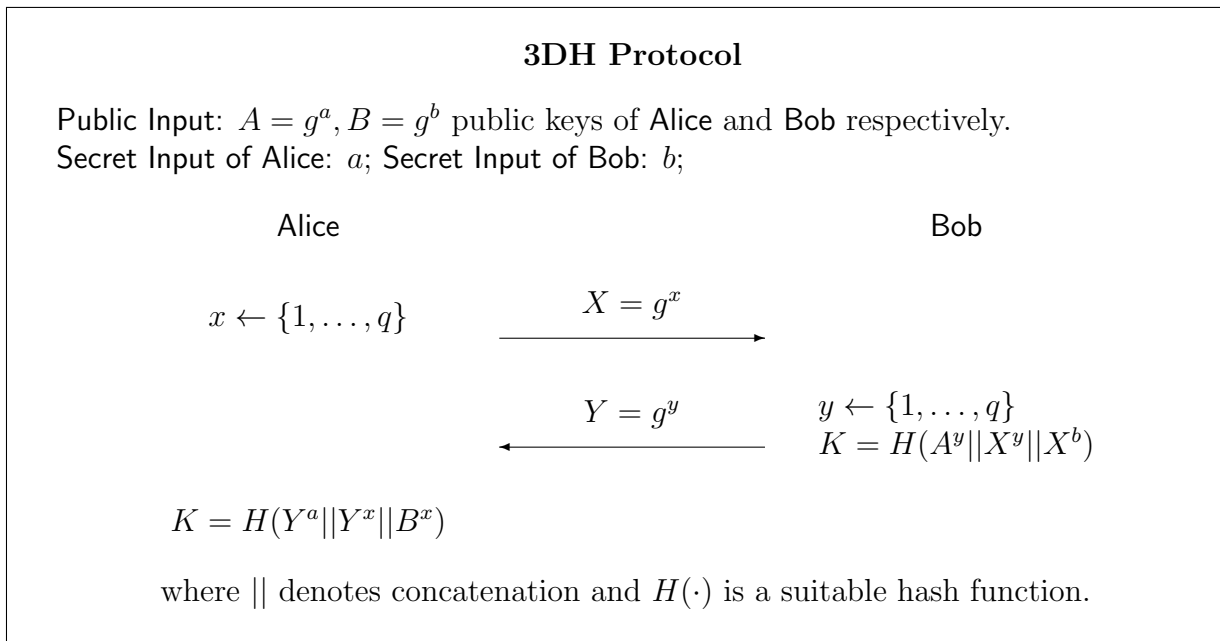 3DH Protocol
Public Input: A = g^a, B = g^b public keys of Alice and Bob respectively.
Secret Input of Alice: a; Secret Input of Bob: b;
Alice Bob
x ← {1, . . . , q} X = g^x
Y = g^y y ← {1, . . . , q}
K = H(A^y||X^y||X^b)
K = H(Y^a||Y^x||B^x)
where || denotes concatenation and H(·) is a suitable hash function.